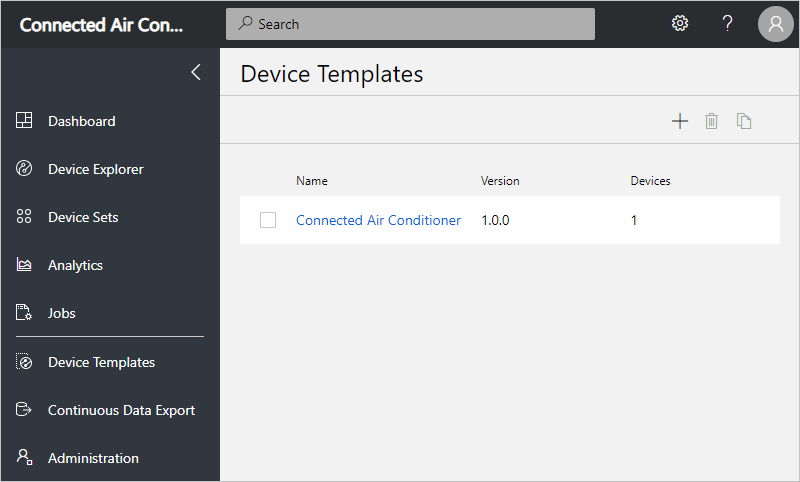 Connected Air Con...
Search
?
Device Templates
Dashboard
Device Explorer
Device Sets
Analytics
Jobs
Device Templates
Continuous Data Export
Administration
Name Version Devices
Connected Air Conditioner 1.0.0 1